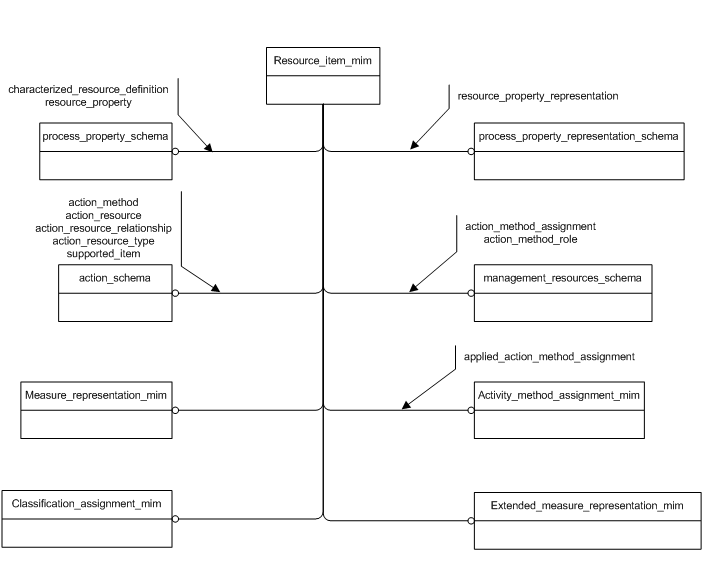 Resource_item_mim
characterized_resource_definition
resource_property
resource_property_representation
process_property_schema
process_property_representation_schema
action_method
action_resource
action_resource_relationship
action_resource_type
supported_item
action_method_assignment
action_method_role
action_schema
management_resources_schema
applied_action_method_assignment
Measure_representation_mim
Activity_method_assignment_mim
Classification_assignment_mim
Extended_measure_representation_mim